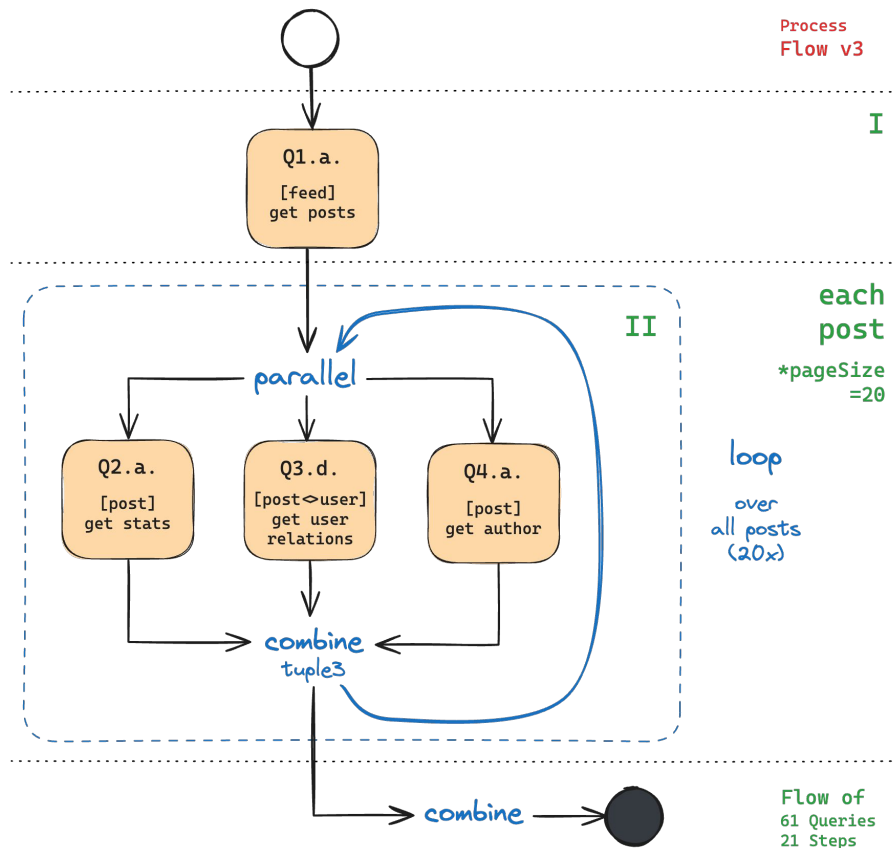 Process
Flow v3
I
Q1.a.
[feed]
get posts
each
post
II
*pageSize
=20
parallel
Q2.a.
[post]
get stats
Q3.d.
[post<>user]
get user
relations
Q4.a.
[post]
get author
loop
over
all posts
(20x)
combine
tuple3
combine
Flow of
61 Queries
21 Steps